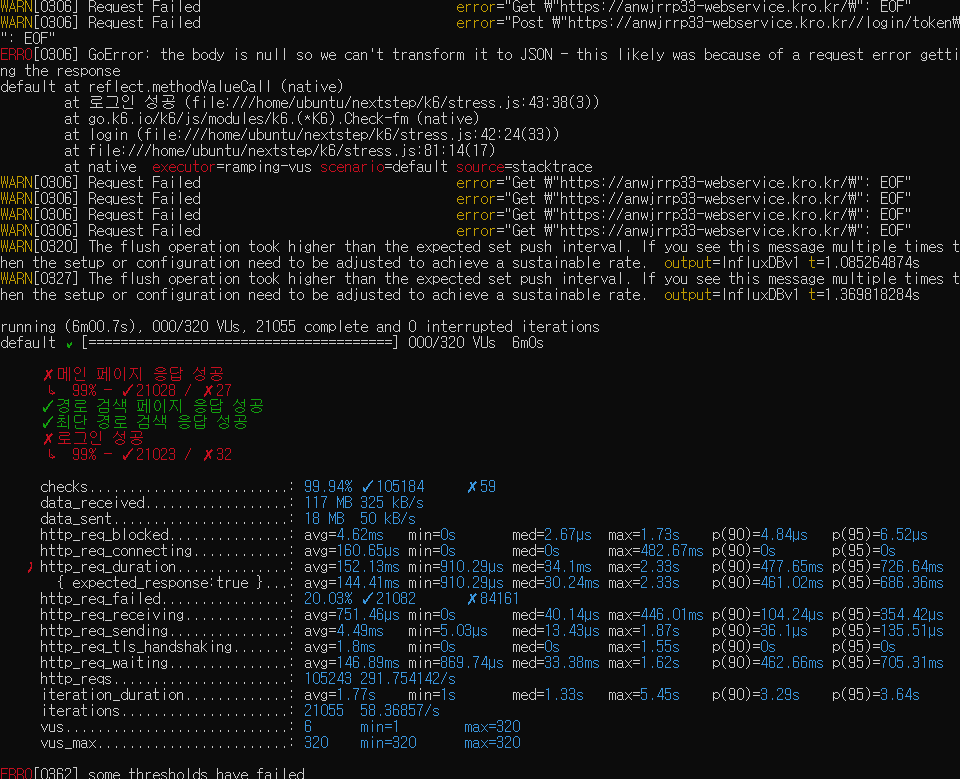 WARN[0306] Request Failed                                error="Get ₩"https://anwjrrp33-webservice.kro.kr/₩": EOF"
WARN[0306] Request Failed                                error="Post ₩"https://anwjrrp33-webservice.kro.kr//login/token₩
": EOF"
ERRO[0306] GoError: the body is null so we can't transform it to JSON - this likely was because of a request error getti
ng the response
default at reflect.methodValueCall (native)
        at 로그인 성공 (file:///home/ubuntu/nextstep/k6/stress.js:43:38(3))
        at go.k6.io/k6/js/modules/k6.(*K6).Check-fm (native)
        at login (file:///home/ubuntu/nextstep/k6/stress.js:42:24(33))
        at file:///home/ubuntu/nextstep/k6/stress.js:81:14(17)
        at native  executor=ramping-vus scenario=default source=stacktrace
WARN[0306] Request Failed                                error="Get ₩"https://anwjrrp33-webservice.kro.kr/₩": EOF"
WARN[0306] Request Failed                                error="Get ₩"https://anwjrrp33-webservice.kro.kr/₩": EOF"
WARN[0306] Request Failed                                error="Get ₩"https://anwjrrp33-webservice.kro.kr/₩": EOF"
WARN[0306] Request Failed                                error="Get ₩"https://anwjrrp33-webservice.kro.kr/₩": EOF"
WARN[0320] The flush operation took higher than the expected set push interval. If you see this message multiple times t
hen the setup or configuration need to be adjusted to achieve a sustainable rate.  output=InfluxDBv1 t=1.085264874s
WARN[0327] The flush operation took higher than the expected set push interval. If you see this message multiple times t
hen the setup or configuration need to be adjusted to achieve a sustainable rate.  output=InfluxDBv1 t=1.369818284s
running (6m00.7s), 000/320 VUs, 21055 complete and 0 interrupted iterations
default ✓ [======================================] 000/320 VUs  6m0s
✗ 메인 페이지 응답 성공
↳  99% — ✓ 21028 / ✗ 27
✓ 경로 검색 페이지 응답 성공
✓ 최단 경로 검색 응답 성공
✗ 로그인 성공
↳  99% — ✓ 21023 / ✗ 32
checks.........................: 99.94% ✓ 105184     ✗ 59
data_received..................: 117 MB 325 kB/s
data_sent......................: 18 MB  50 kB/s
http_req_blocked...............: avg=4.62ms   min=0s       med=2.67µs  max=1.73s    p(90)=4.84µs   p(95)=6.52µs
http_req_connecting............: avg=160.65µs min=0s       med=0s      max=482.67ms p(90)=0s       p(95)=0s
✗ http_req_duration..............: avg=152.13ms min=910.29µs med=34.1ms  max=2.33s    p(90)=477.65ms p(95)=726.64ms
{ expected_response:true }...: avg=144.41ms min=910.29µs med=30.24ms max=2.33s    p(90)=461.02ms p(95)=686.36ms
http_req_failed................: 20.03% ✓ 21082      ✗ 84161
http_req_receiving.............: avg=751.46µs min=0s       med=40.14µs max=446.01ms p(90)=104.24µs p(95)=354.42µs
http_req_sending...............: avg=4.49ms   min=5.03µs   med=13.43µs max=1.87s    p(90)=36.1µs   p(95)=135.51µs
http_req_tls_handshaking.......: avg=1.8ms    min=0s       med=0s      max=1.55s    p(90)=0s       p(95)=0s
http_req_waiting...............: avg=146.89ms min=869.74µs med=33.38ms max=1.62s    p(90)=462.66ms p(95)=705.31ms
http_reqs......................: 105243 291.754142/s
iteration_duration.............: avg=1.77s    min=1s       med=1.33s   max=5.45s    p(90)=3.29s    p(95)=3.64s
iterations.....................: 21055  58.36857/s
vus............................: 6      min=1        max=320
vus_max........................: 320    min=320      max=320
ERRO[0362] some thresholds have failed